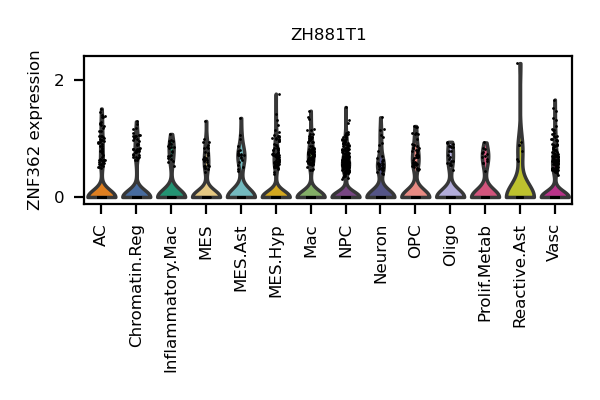 ZH881T1
ZNF362 expression
2
0
AC
Chromatin.Reg
Inflammatory.Mac
MES
MES.Ast
MES.Hyp
Mac
NPC
Neuron
OPC
Oligo
Prolif.Metab
Reactive.Ast
Vasc